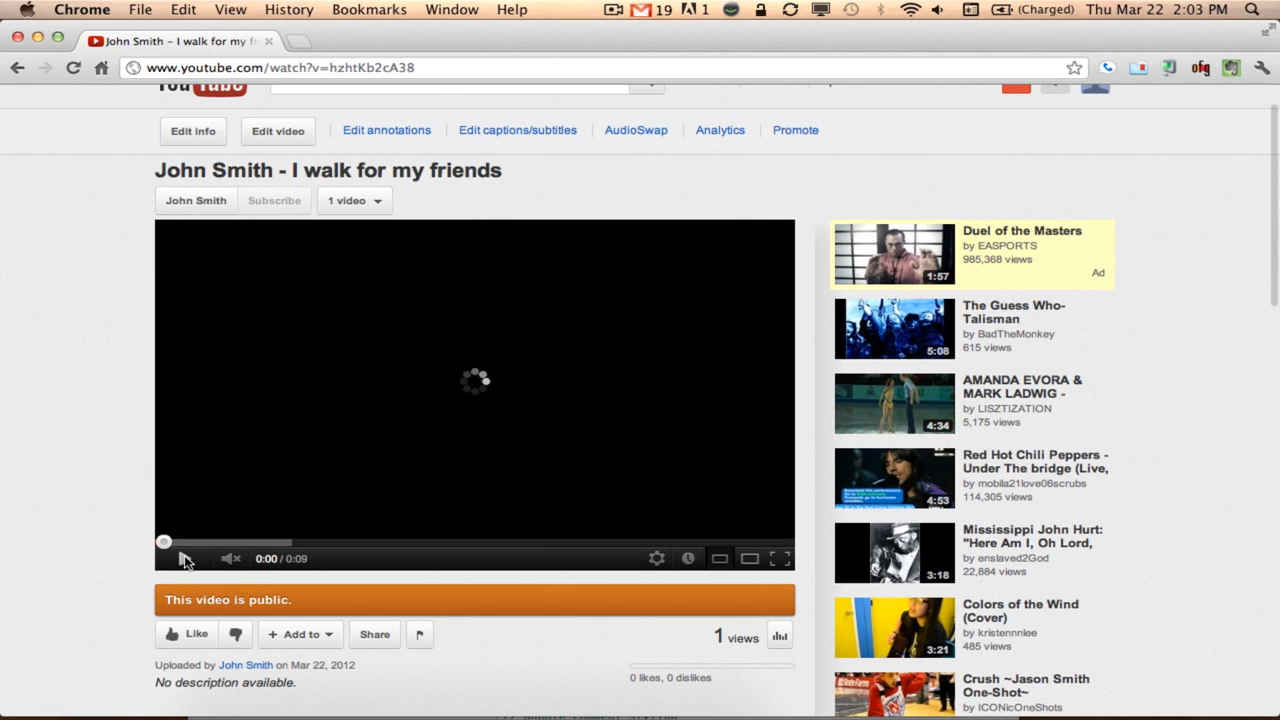 Chrome File Edit View History Bookmarks Window Help 19 1 (Charged) Thu Mar 22 2:03 PM
John Smith - I walk for my fr
www.youtube.com/watch?v=hzhtKb2cA38
ofg
YouTube
Edit info Edit video Edit annotations Edit captions/subtitles AudioSwap Analytics Promote
John Smith - I walk for my friends
John Smith Subscribe 1 video
Duel of the Masters
by EASPORTS
985,368 views
Ad
1:57
The Guess Who-
Talisman
by BadTheMonkey
615 views
5:08
AMANDA EVORA &
MARK LADWIG -
by LISZTIZATION
5,175 views
4:34
Red Hot Chili Peppers -
Under The bridge (Live,
by mobila21love06scrubs
114,305 views
4:53
Mississippi John Hurt:
"Here Am I, Oh Lord,
by enslaved2God
22,884 views
3:18
Colors of the Wind
(Cover)
by kristennnlee
485 views
3:21
Crush ~Jason Smith
One-Shot~
by ICONicOneShots
0:00 / 0:09
This video is public.
Like + Add to Share 1 views
Uploaded by John Smith on Mar 22, 2012
No description available.
0 likes, 0 dislikes